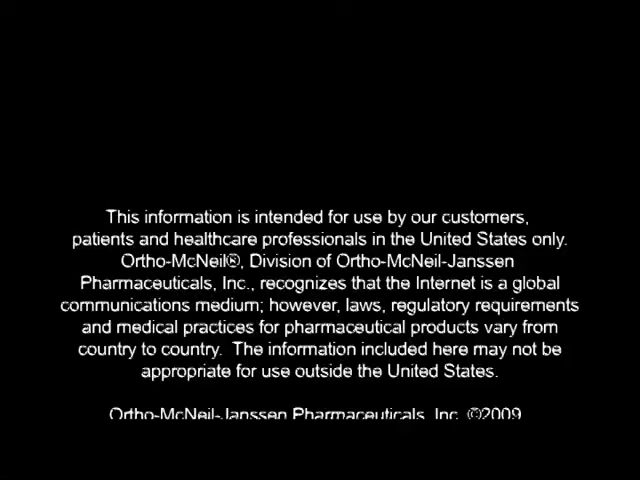 This information is intended for use by our customers,
patients and healthcare professionals in the United States only.
Ortho-McNeil®, Division of Ortho-McNeil-Janssen
Pharmaceuticals, Inc., recognizes that the Internet is a global
communications medium; however, laws, regulatory requirements
and medical practices for pharmaceutical products vary from
country to country.  The information included here may not be
appropriate for use outside the United States.
Ortho-McNeil-Janssen Pharmaceuticals, Inc. ©2009